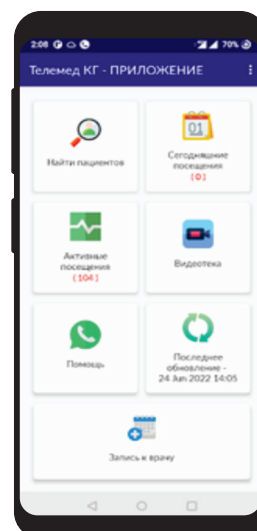 2:08 70%
Телемед КГ - ПРИЛОЖЕНИЕ
Найти пациентов
01
Сегодняшние
посещения
(0)
Активные
посещения
(104)
Видеотека
Помощь
Последнее
обновление -
24 Jun 2022 14:05
Запись к врачу